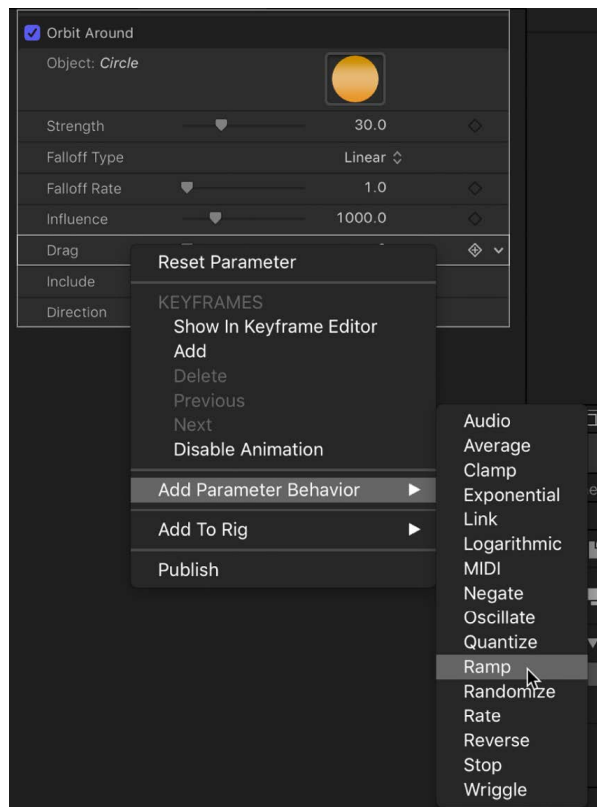 Orbit Around
Object: Circle
Strength 30.0
Falloff Type Linear
Falloff Rate 1.0
Influence 1000.0
Drag
Include
Direction
Reset Parameter
KEYFRAMES
Show In Keyframe Editor
Add
Delete
Previous
Next
Disable Animation
Add Parameter Behavior
Add To Rig
Publish
Audio
Average
Clamp
Exponential
Link
Logarithmic
MIDI
Negate
Oscillate
Quantize
Ramp
Randomize
Rate
Reverse
Stop
Wriggle